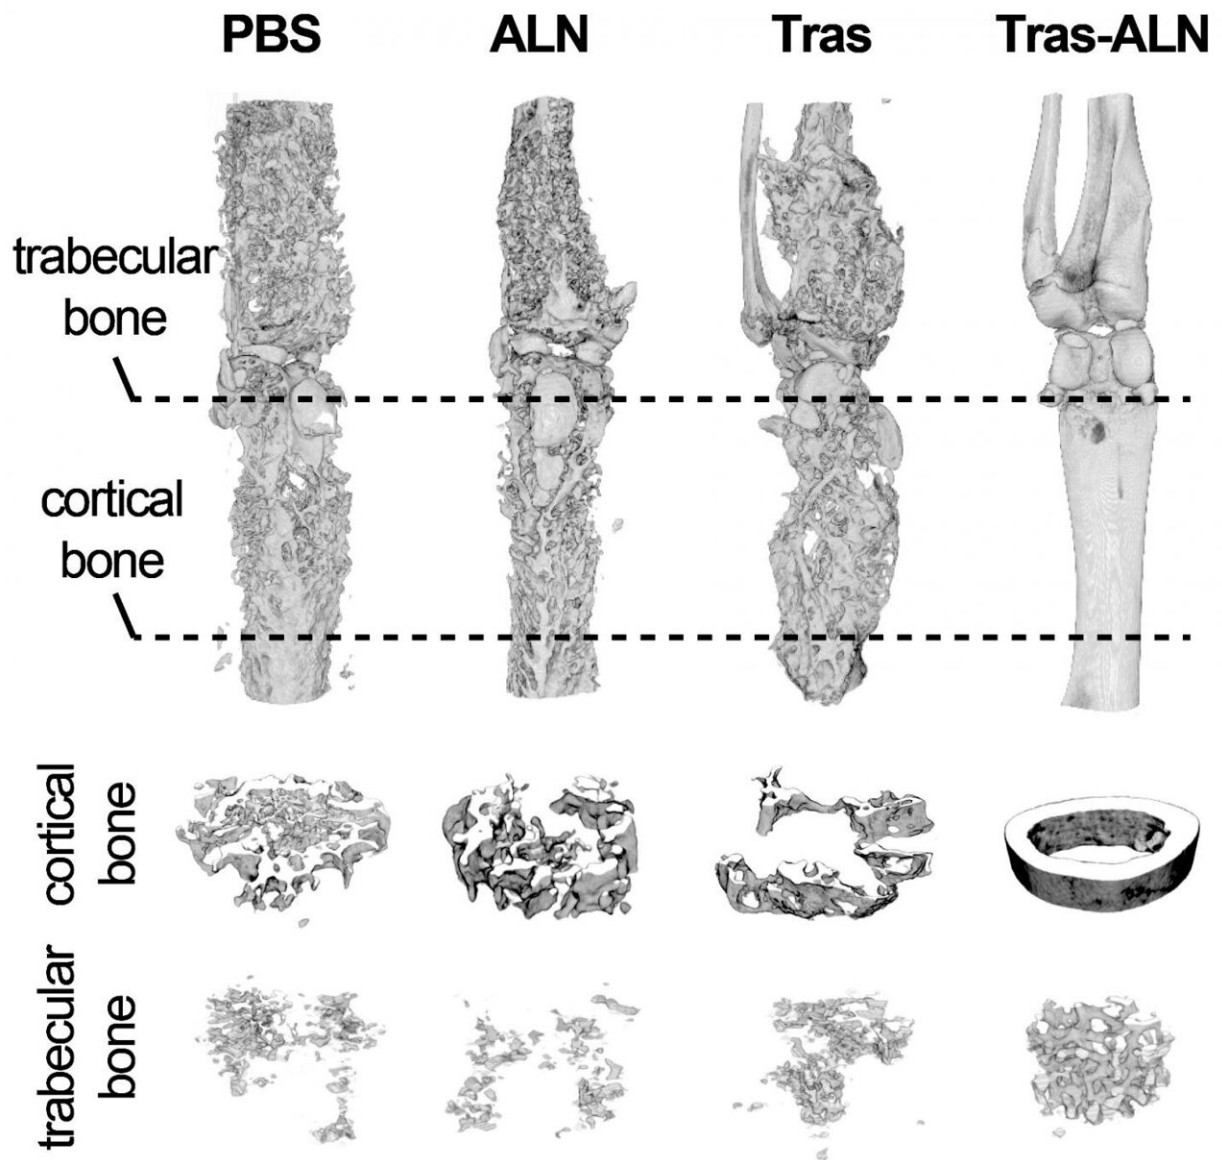 PBS ALN Tras Tras-ALN
trabecular
bone
cortical
bone
cortical
bone
trabecular
bone